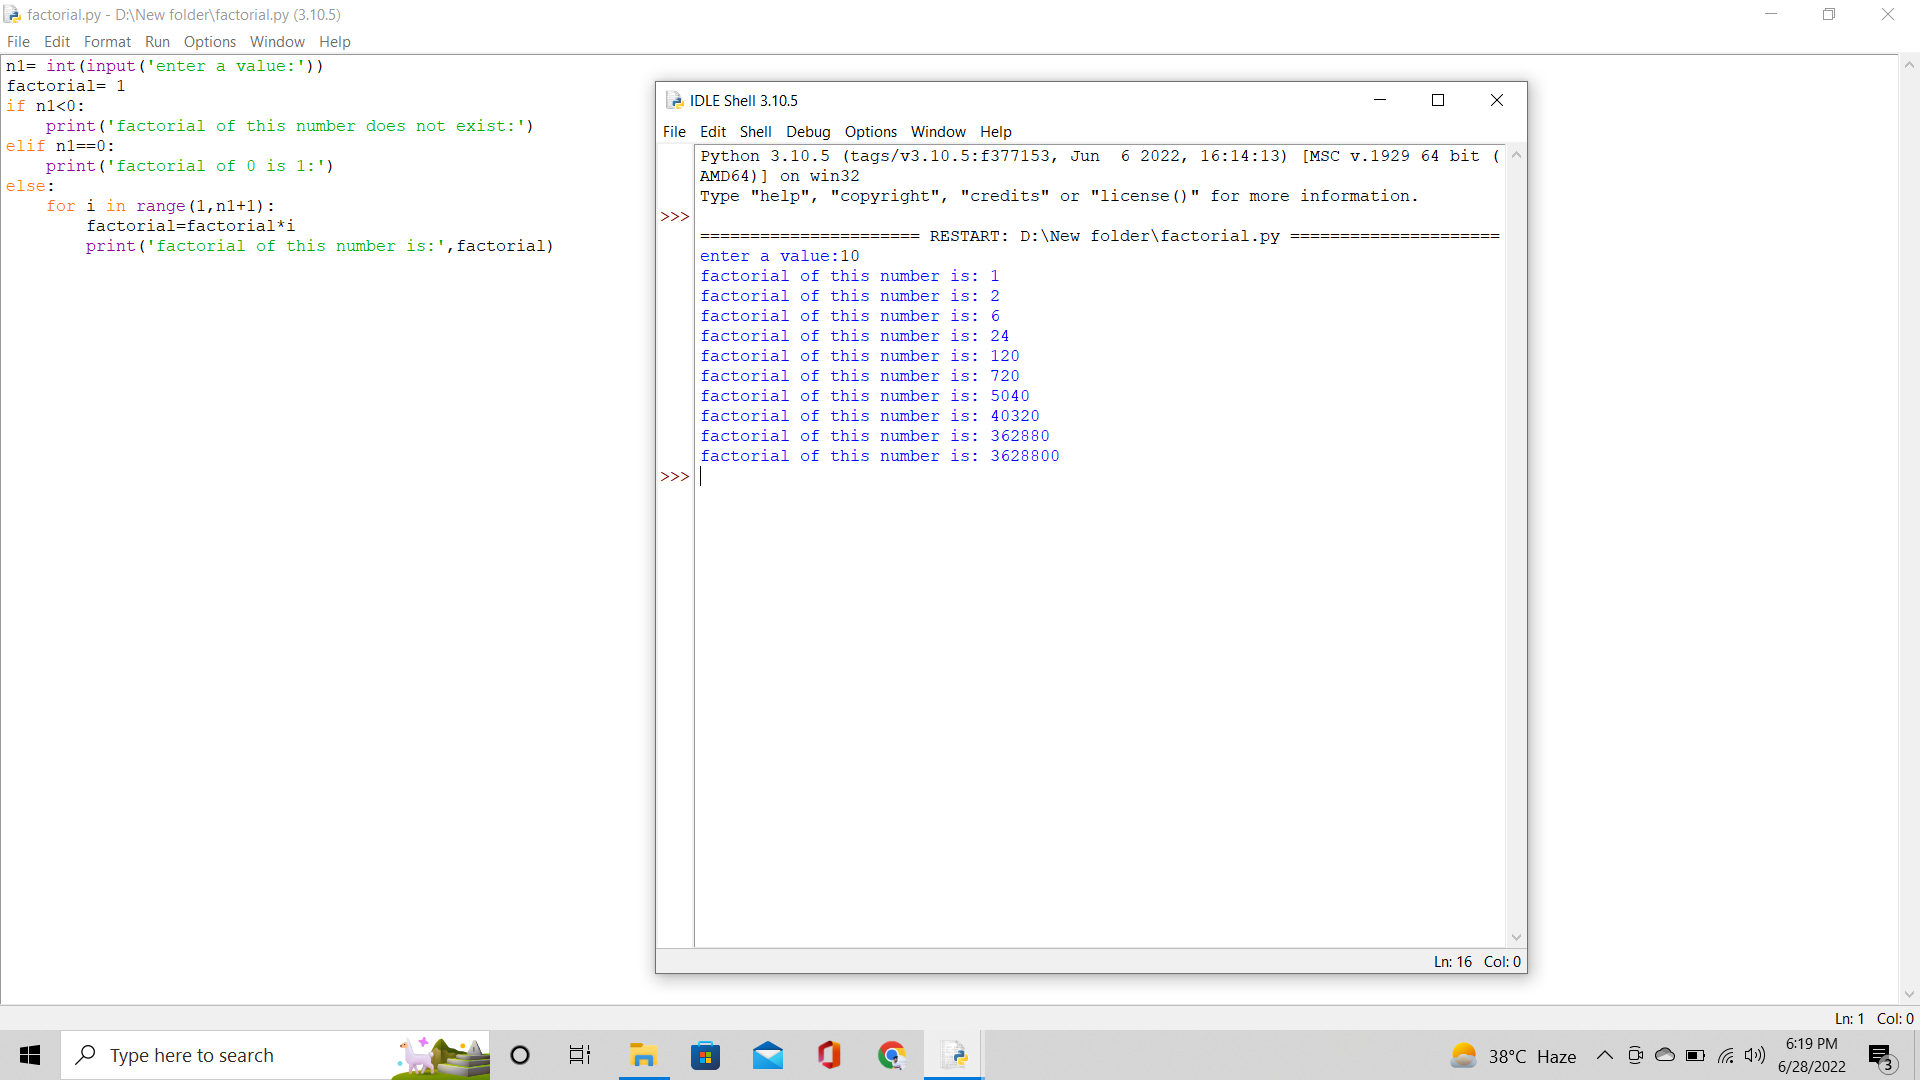 factorial.py - D:\New folder\factorial.py (3.10.5)
File Edit Format Run Options Window Help
n1= int(input('enter a value:'))
factorial= 1
if n1<0:
    print('factorial of this number does not exist:')
elif n1==0:
    print('factorial of 0 is 1:')
else:
    for i in range(1,n1+1):
        factorial=factorial*i
        print('factorial of this number is:',factorial)
IDLE Shell 3.10.5
File Edit Shell Debug Options Window Help
Python 3.10.5 (tags/v3.10.5:f377153, Jun  6 2022, 16:14:13) [MSC v.1929 64 bit (
AMD64)] on win32
Type "help", "copyright", "credits" or "license()" for more information.
>>>
====================== RESTART: D:\New folder\factorial.py =====================
enter a value:10
factorial of this number is: 1
factorial of this number is: 2
factorial of this number is: 6
factorial of this number is: 24
factorial of this number is: 120
factorial of this number is: 720
factorial of this number is: 5040
factorial of this number is: 40320
factorial of this number is: 362880
factorial of this number is: 3628800
>>>
Ln: 16 Col: 0
Ln: 1 Col: 0
Type here to search
38°C Haze
6:19 PM
6/28/2022
3